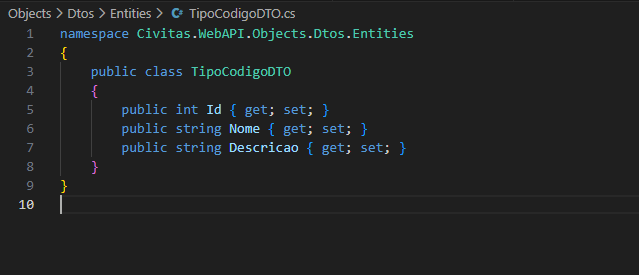 Objects > Dtos > Entities > TipoCodigoDTO.cs
1 namespace Civitas.WebAPI.Objects.Dtos.Entities
2 {
3     public class TipoCodigoDTO
4     {
5         public int Id { get; set; }
6         public string Nome { get; set; }
7         public string Descricao { get; set; }
8     }
9 }
10